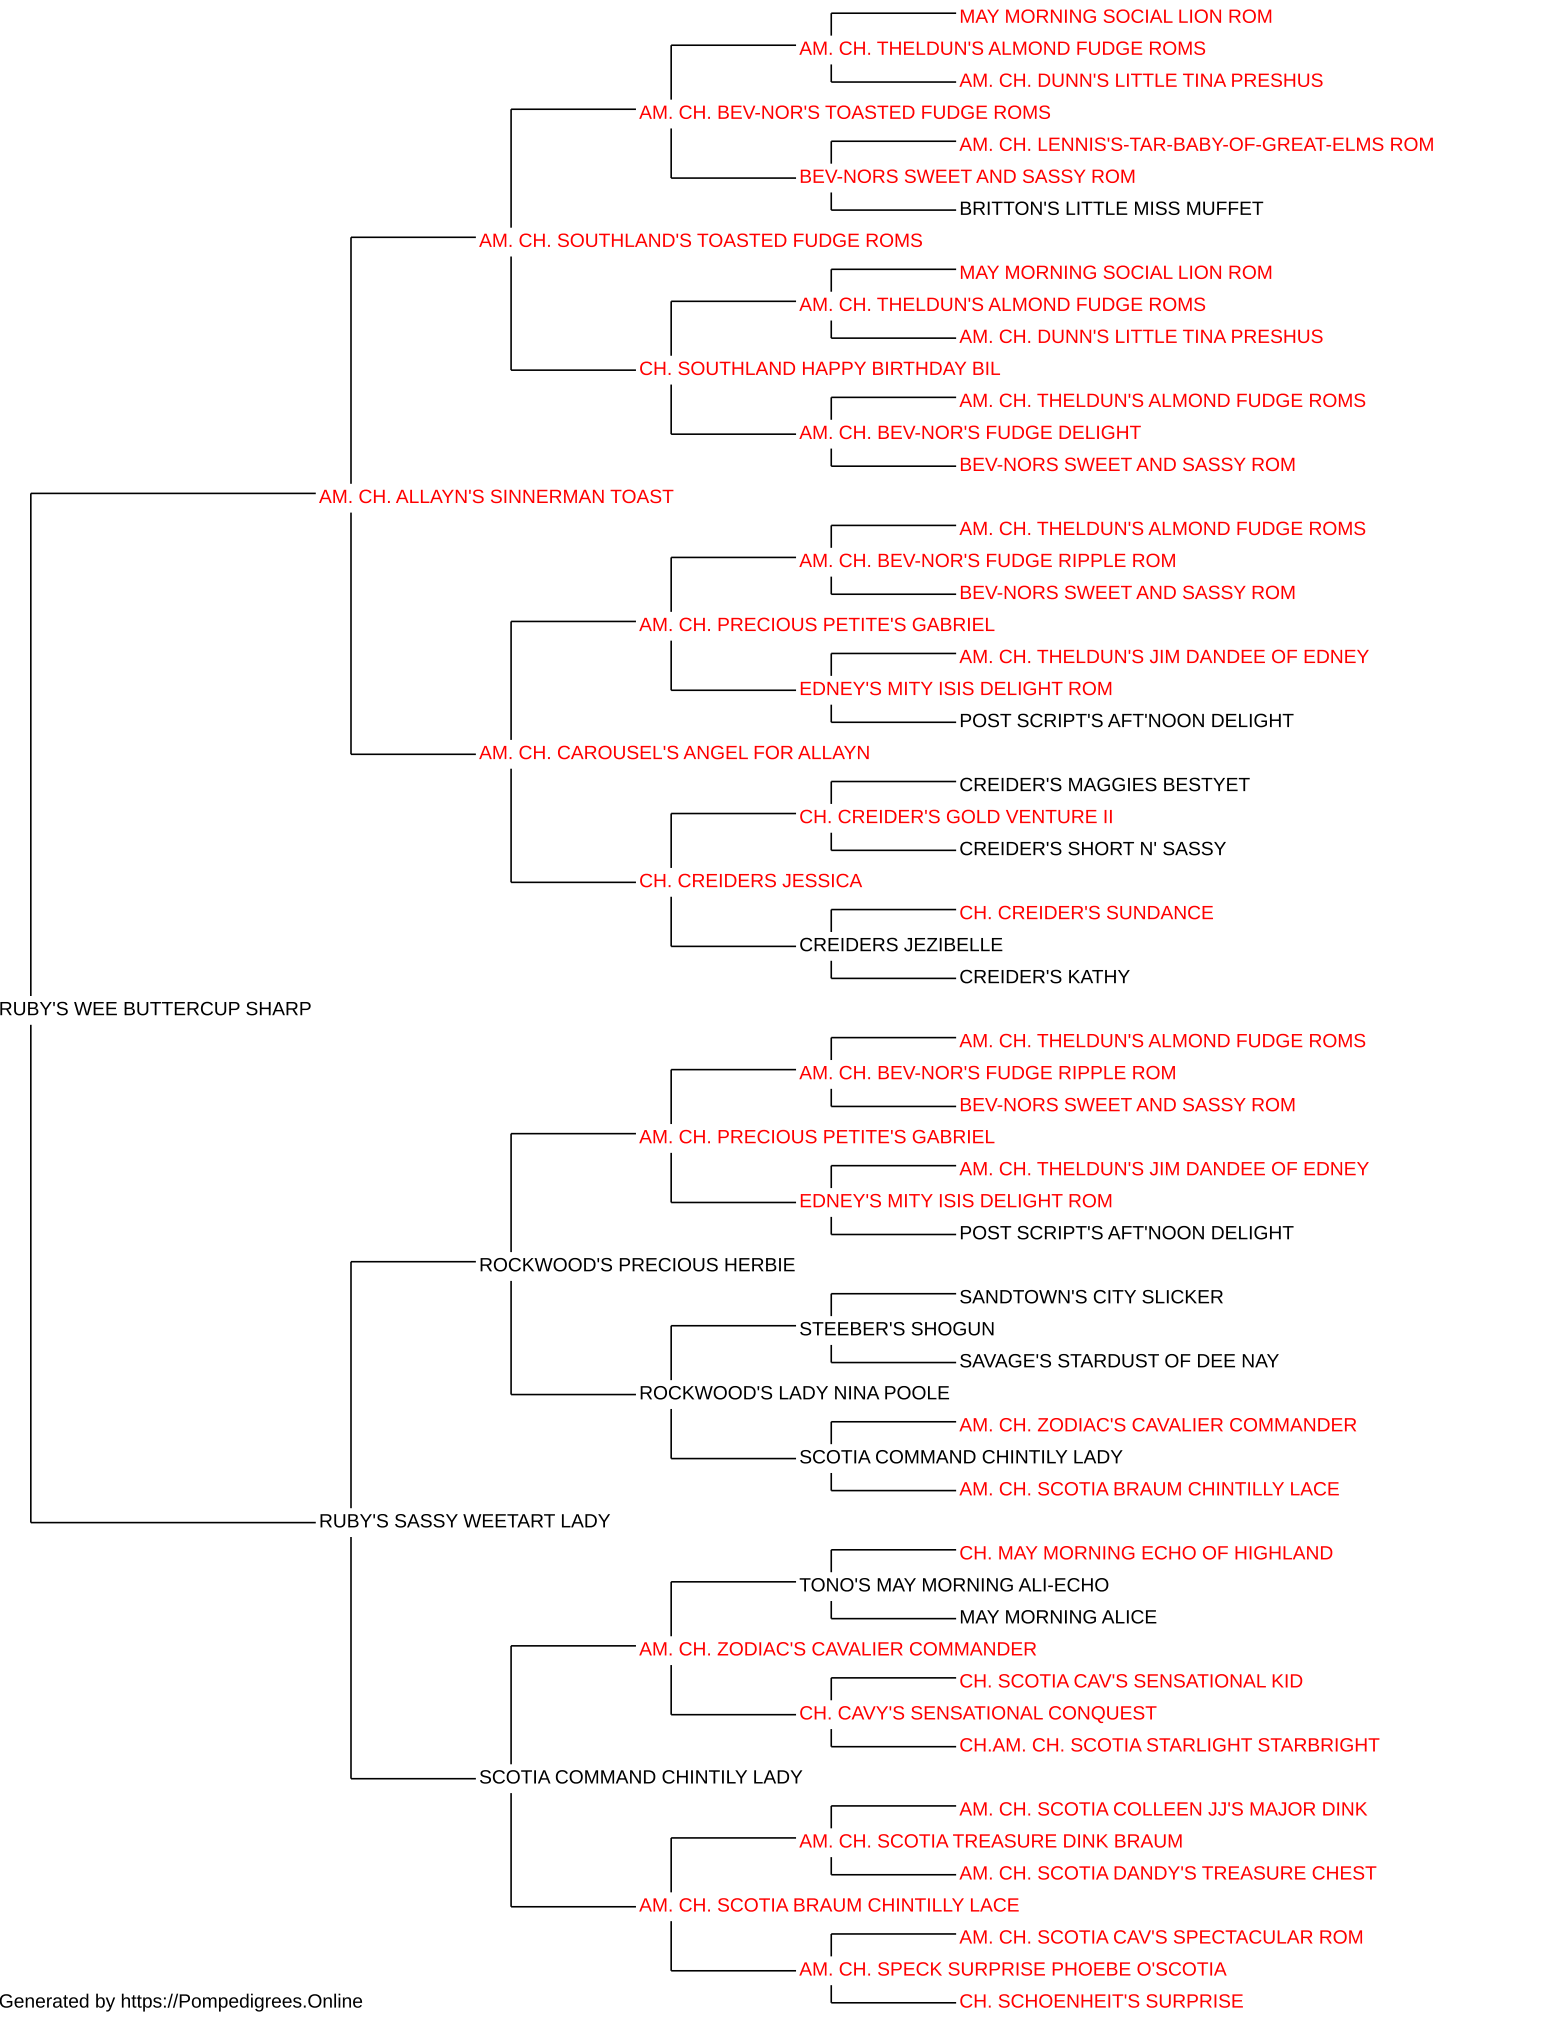 MAY MORNING SOCIAL LION ROM
AM. CH. THELDUN'S ALMOND FUDGE ROMS
AM. CH. DUNN'S LITTLE TINA PRESHUS
AM. CH. BEV-NOR'S TOASTED FUDGE ROMS
AM. CH. LENNIS'S-TAR-BABY-OF-GREAT-ELMS ROM
BEV-NORS SWEET AND SASSY ROM
BRITTON'S LITTLE MISS MUFFET
AM. CH. SOUTHLAND'S TOASTED FUDGE ROMS
MAY MORNING SOCIAL LION ROM
AM. CH. THELDUN'S ALMOND FUDGE ROMS
AM. CH. DUNN'S LITTLE TINA PRESHUS
CH. SOUTHLAND HAPPY BIRTHDAY BIL
AM. CH. THELDUN'S ALMOND FUDGE ROMS
AM. CH. BEV-NOR'S FUDGE DELIGHT
BEV-NORS SWEET AND SASSY ROM
AM. CH. ALLAYN'S SINNERMAN TOAST
AM. CH. THELDUN'S ALMOND FUDGE ROMS
AM. CH. BEV-NOR'S FUDGE RIPPLE ROM
BEV-NORS SWEET AND SASSY ROM
AM. CH. PRECIOUS PETITE'S GABRIEL
AM. CH. THELDUN'S JIM DANDEE OF EDNEY
EDNEY'S MITY ISIS DELIGHT ROM
POST SCRIPT'S AFT'NOON DELIGHT
AM. CH. CAROUSEL'S ANGEL FOR ALLAYN
CREIDER'S MAGGIES BESTYET
CH. CREIDER'S GOLD VENTURE II
CREIDER'S SHORT N' SASSY
CH. CREIDERS JESSICA
CH. CREIDER'S SUNDANCE
CREIDERS JEZIBELLE
CREIDER'S KATHY
RUBY'S WEE BUTTERCUP SHARP
AM. CH. THELDUN'S ALMOND FUDGE ROMS
AM. CH. BEV-NOR'S FUDGE RIPPLE ROM
BEV-NORS SWEET AND SASSY ROM
AM. CH. PRECIOUS PETITE'S GABRIEL
AM. CH. THELDUN'S JIM DANDEE OF EDNEY
EDNEY'S MITY ISIS DELIGHT ROM
POST SCRIPT'S AFT'NOON DELIGHT
ROCKWOOD'S PRECIOUS HERBIE
SANDTOWN'S CITY SLICKER
STEEBER'S SHOGUN
SAVAGE'S STARDUST OF DEE NAY
ROCKWOOD'S LADY NINA POOLE
AM. CH. ZODIAC'S CAVALIER COMMANDER
SCOTIA COMMAND CHINTILY LADY
AM. CH. SCOTIA BRAUM CHINTILLY LACE
RUBY'S SASSY WEETART LADY
CH. MAY MORNING ECHO OF HIGHLAND
TONO'S MAY MORNING ALI-ECHO
MAY MORNING ALICE
AM. CH. ZODIAC'S CAVALIER COMMANDER
CH. SCOTIA CAV'S SENSATIONAL KID
CH. CAVY'S SENSATIONAL CONQUEST
CH.AM. CH. SCOTIA STARLIGHT STARBRIGHT
SCOTIA COMMAND CHINTILY LADY
AM. CH. SCOTIA COLLEEN JJ'S MAJOR DINK
AM. CH. SCOTIA TREASURE DINK BRAUM
AM. CH. SCOTIA DANDY'S TREASURE CHEST
AM. CH. SCOTIA BRAUM CHINTILLY LACE
AM. CH. SCOTIA CAV'S SPECTACULAR ROM
AM. CH. SPECK SURPRISE PHOEBE O'SCOTIA
CH. SCHOENHEIT'S SURPRISE
Generated by https://Pompedigrees.Online